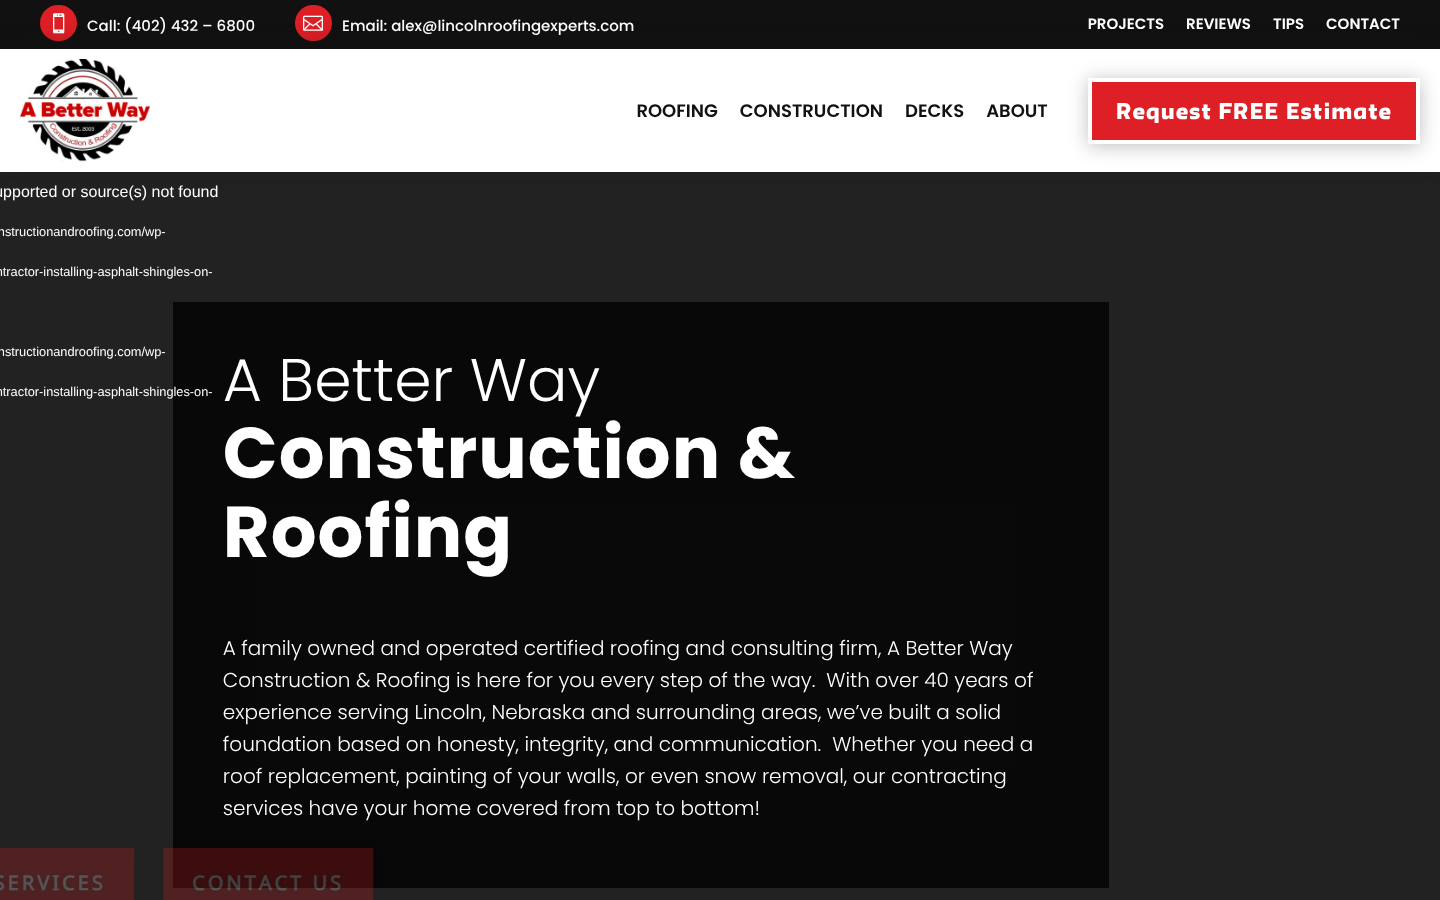 Call: (402) 432 – 6800
Email: alex@lincolnroofingexperts.com
PROJECTS REVIEWS TIPS CONTACT
A Better Way
EST. 2003
Construction & Roofing
ROOFING CONSTRUCTION DECKS ABOUT
Request FREE Estimate
upported or source(s) not found
nstructionandroofing.com/wp-
ntractor-installing-asphalt-shingles-on-
nstructionandroofing.com/wp-
ntractor-installing-asphalt-shingles-on-
A Better Way
Construction &
Roofing
A family owned and operated certified roofing and consulting firm, A Better Way
Construction & Roofing is here for you every step of the way.  With over 40 years of
experience serving Lincoln, Nebraska and surrounding areas, we’ve built a solid
foundation based on honesty, integrity, and communication.  Whether you need a
roof replacement, painting of your walls, or even snow removal, our contracting
services have your home covered from top to bottom!
SERVICES
CONTACT US